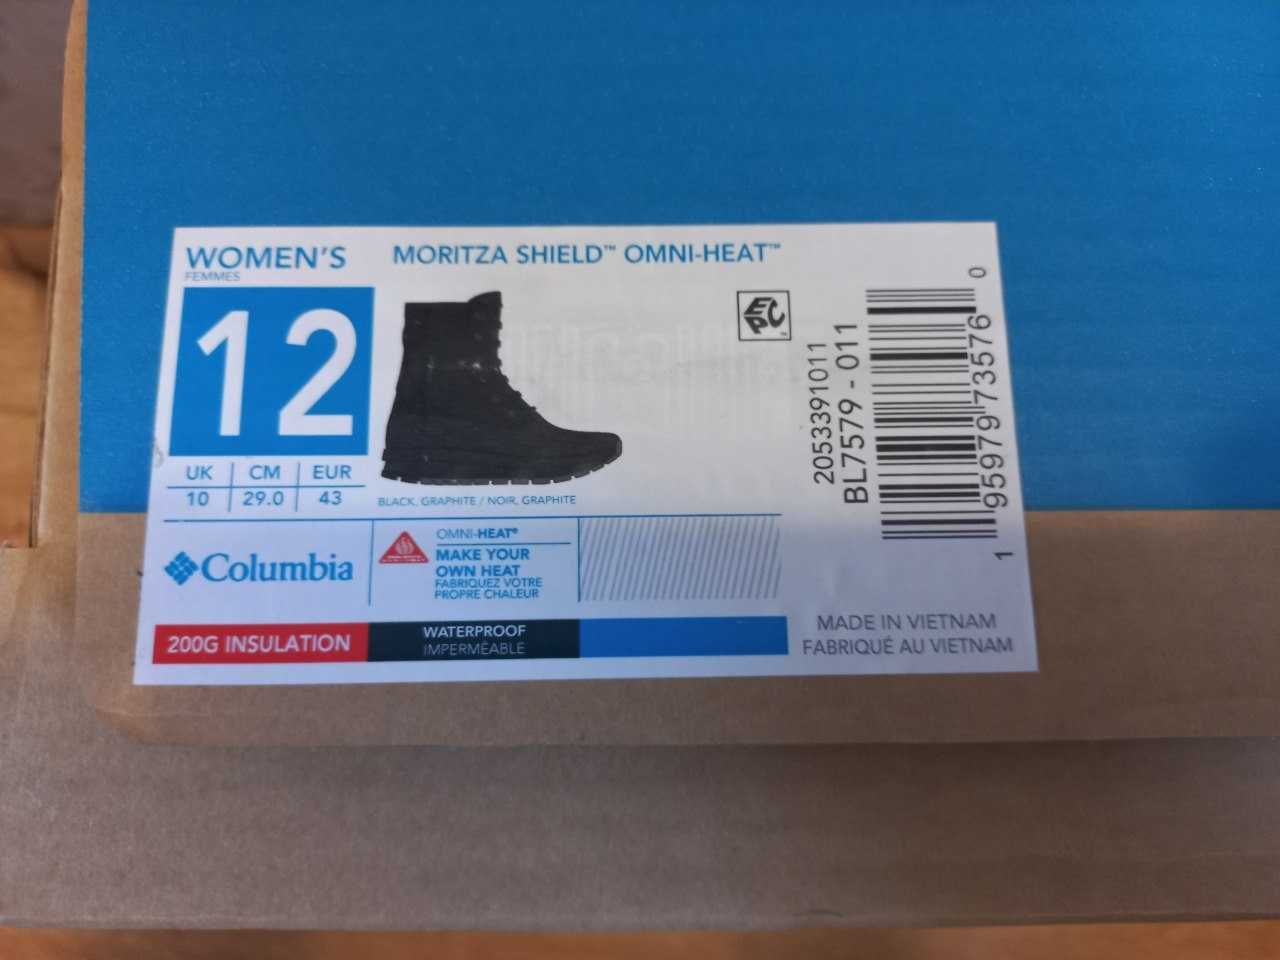 WOMEN'S
FEMMES
MORITZA SHIELD™ OMNI-HEAT™
12
UK CM EUR
10 29.0 43
BLACK, GRAPHITE / NOIR, GRAPHITE
EPC
2053391011
BL7579 - 011
1 95979 73576 0
Columbia
OMNI-HEAT®
MAKE YOUR
OWN HEAT
FABRIQUEZ VOTRE
PROPRE CHALEUR
200G INSULATION
WATERPROOF
IMPERMÉABLE
MADE IN VIETNAM
FABRIQUÉ AU VIETNAM